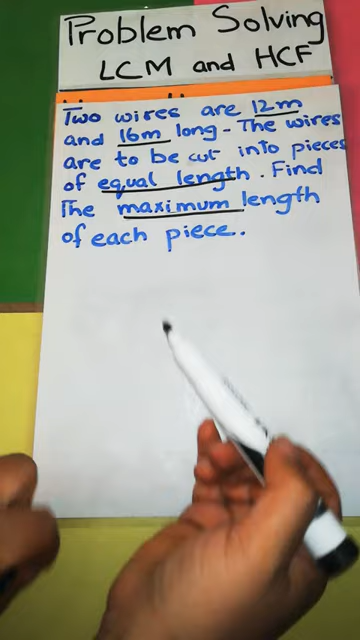 Problem Solving
LCM and HCF
Two wires are 12m
and 16m long - The wires
are to be cut into pieces
of equal length. Find
The maximum length
of each piece.